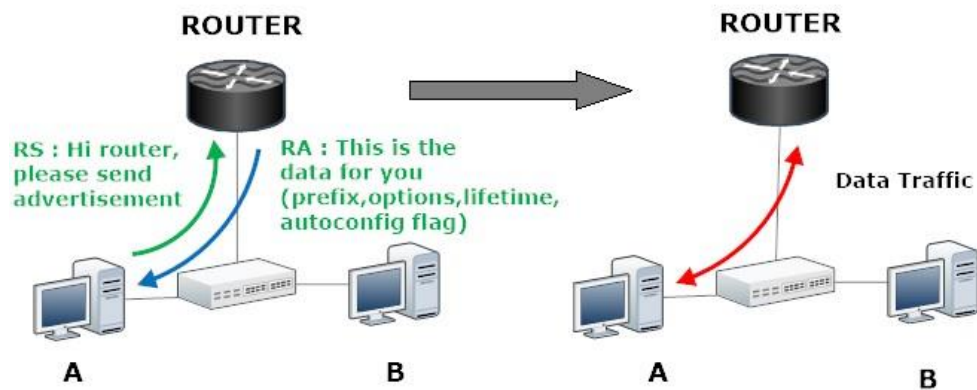 ROUTER
RS : Hi router,
please send
advertisement
RA : This is the
data for you
(prefix,options,lifetime,
autoconfig flag)
A
B
ROUTER
Data Traffic
A
B